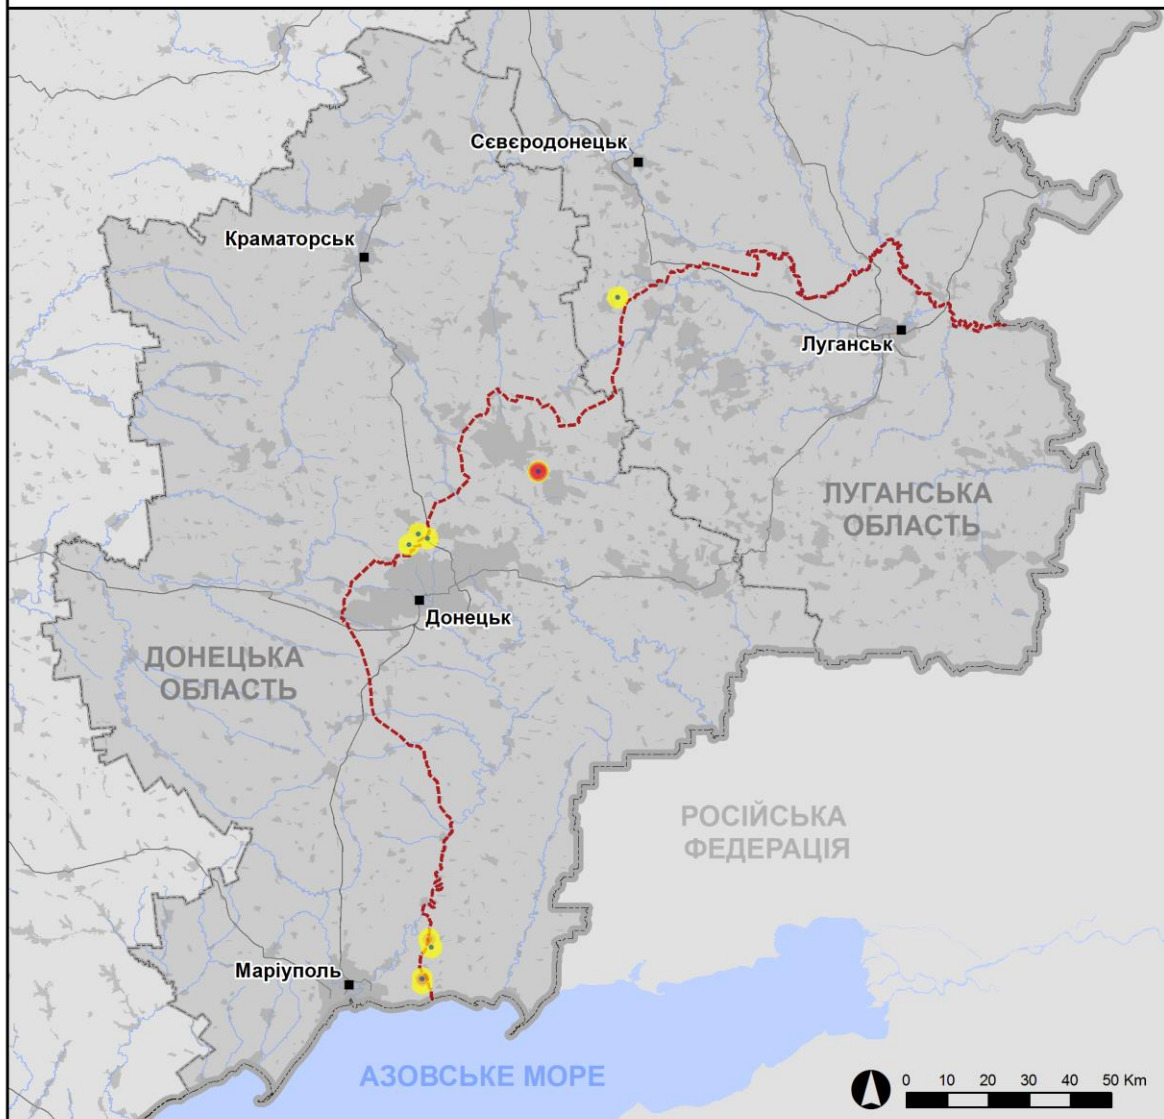 Сєвєродонецьк
Краматорськ
Луганськ
ЛУГАНСЬКА
ОБЛАСТЬ
Донецьк
ДОНЕЦЬКА
ОБЛАСТЬ
РОСІЙСЬКА
ФЕДЕРАЦІЯ
Маріуполь
АЗОВСЬКЕ МОРЕ
0 10 20 30 40 50 Km